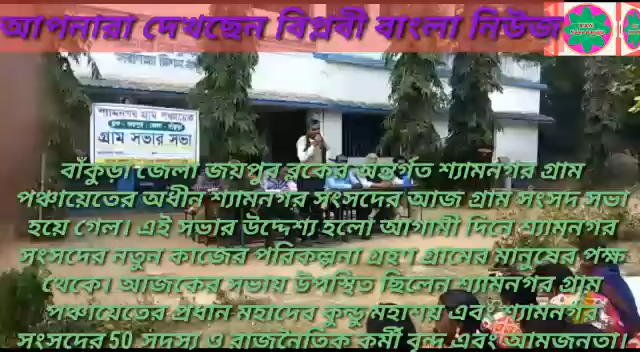 আপনারা দেখছেন বিপ্লবী বাংলা নিউজ
শ্যামনগর গ্রাম পঞ্চায়েত
গ্রাম সভার সভা
বাঁকুড়া জেলা জয়পুর ব্লকের অন্তর্গত শ্যামনগর গ্রাম
পঞ্চায়েতের অধীন শ্যামনগর সংসদের আজ গ্রাম সংসদ সভা
হয়ে গেল। এই সভার উদ্দেশ্য হলো আগামী দিনে শ্যামনগর
সংসদের নতুন কাজের পরিকল্পনা গ্রহণ গ্রামের মানুষের পক্ষ
থেকে। আজকের সভায় উপস্থিত ছিলেন শ্যামনগর গ্রাম
পঞ্চায়েতের প্রধান মহাদেব কুন্ডু মহাশয় এবং শ্যামনগর
সংসদের 50 সদস্য ও রাজনৈতিক কর্মী বৃন্দ এবং আমজনতা।